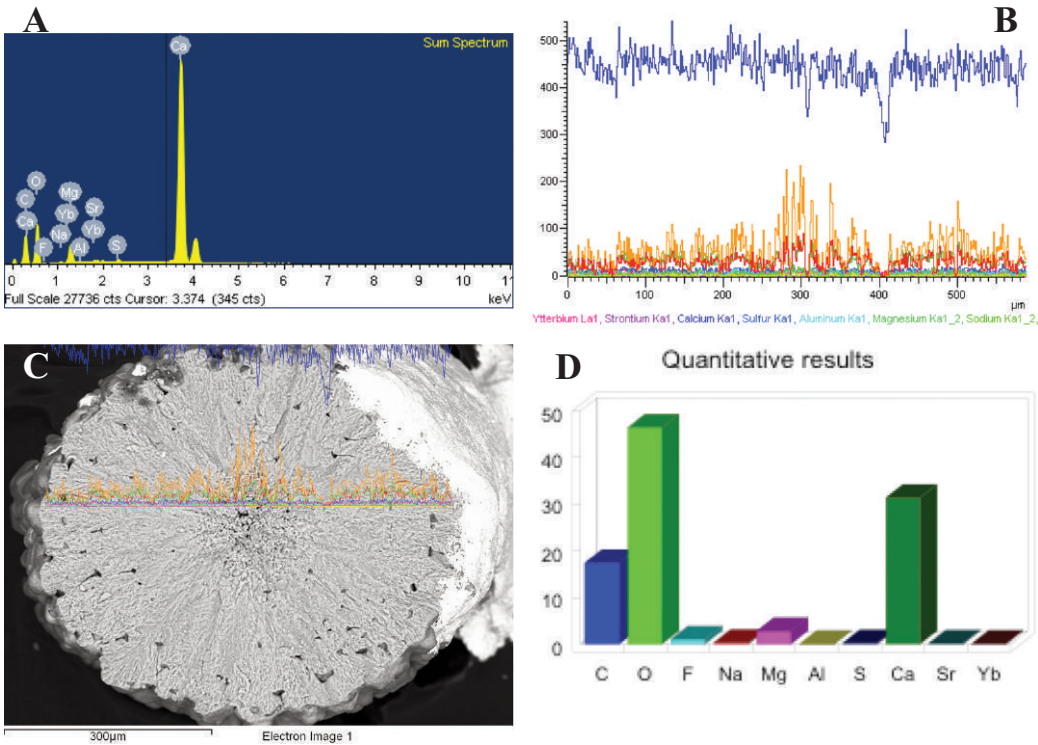 A
Sum Spectrum
Ca
O
C
Ca
F
Mg
Yb
Na
Al
Sr
Yb
S
0 1 2 3 4 5 6 7 8 9 10 11
Full Scale 27736 cts Cursor: 3.374 (345 cts) keV
B
500
400
300
200
100
0
0 100 200 300 400 500
µm
Ytterbium La1, Strontium Ka1, Calcium Ka1, Sulfur Ka1, Aluminum Ka1, Magnesium Ka1_2, Sodium Ka1_2,
C
300µm Electron Image 1
D
Quantitative results
50
40
30
20
10
0
C O F Na Mg Al S Ca Sr Yb